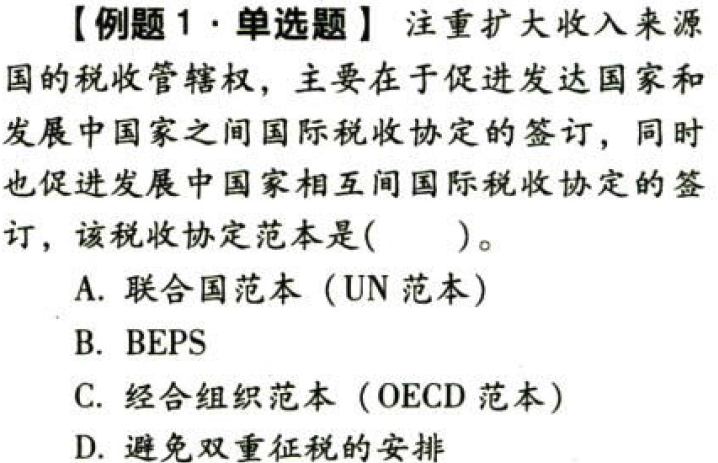 【例题 1 · 单选题】 注重扩大收入来源
国的税收管辖权，主要在于促进发达国家和
发展中国家之间国际税收协定的签订，同时
也促进发展中国家相互间国际税收协定的签
订，该税收协定范本是(　　)。
A. 联合国范本（UN 范本）
B. BEPS
C. 经合组织范本（OECD 范本）
D. 避免双重征税的安排